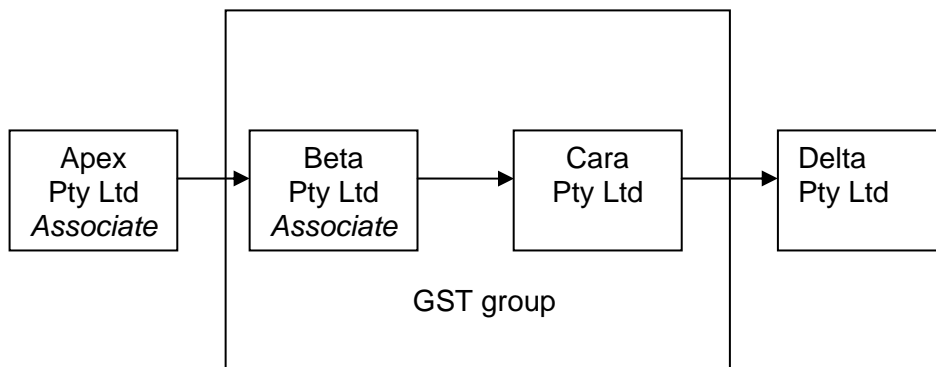 Apex
Pty Ltd
Associate
Beta
Pty Ltd
Associate
Cara
Pty Ltd
Delta
Pty Ltd
GST group